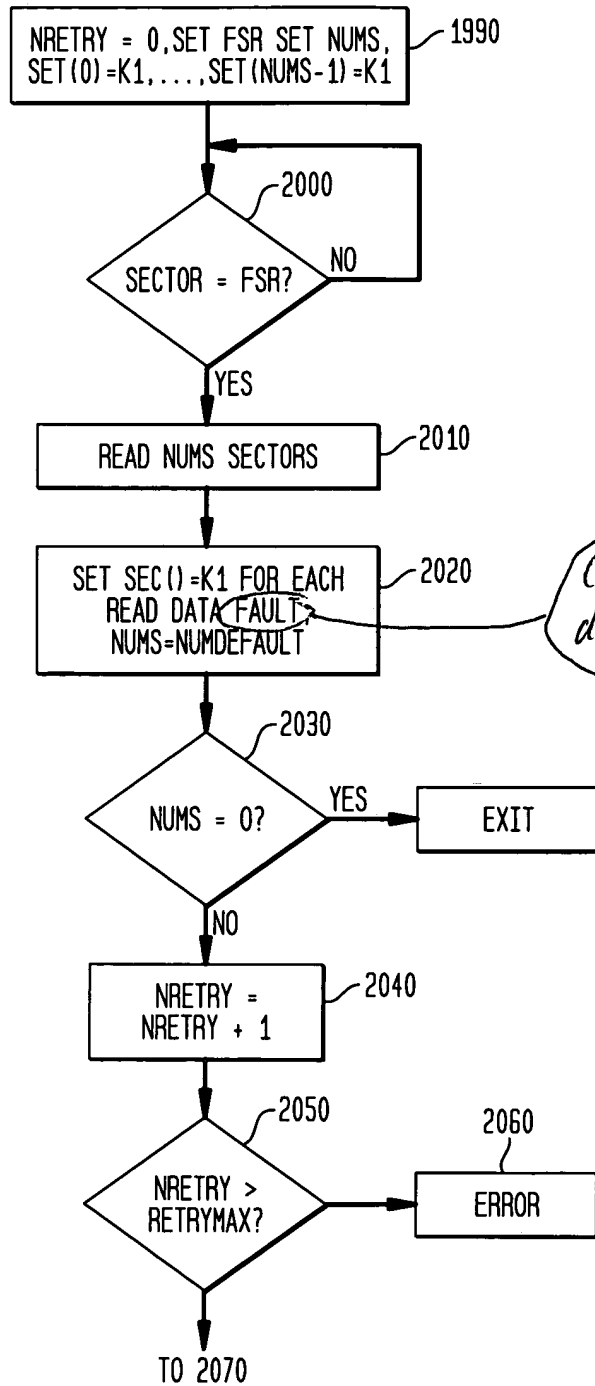 NRETRY = 0,SET FSR SET NUMS,
SET(0)=K1,...,SET(NUMS-1)=K1
1990
2000
SECTOR = FSR?
NO
YES
READ NUMS SECTORS
2010
SET SEC()=K1 FOR EACH
READ DATA FAULT,
NUMS=NUMDEFAULT
2020
2030
NUMS = 0?
YES
EXIT
NO
NRETRY =
NRETRY + 1
2040
2050
NRETRY >
RETRYMAX?
2060
ERROR
TO 2070